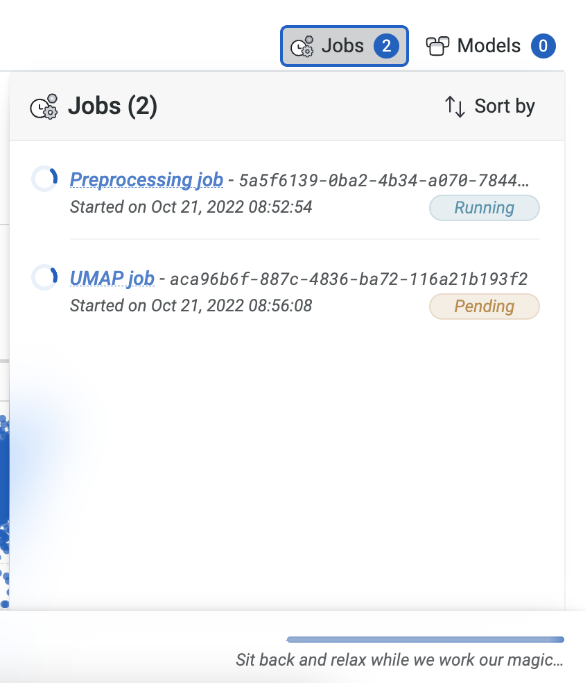 Jobs 2 Models 0
Jobs (2) Sort by
Preprocessing job - 5a5f6139-0ba2-4b34-a070-7844…
Started on Oct 21, 2022 08:52:54 Running
UMAP job - aca96b6f-887c-4836-ba72-116a21b193f2
Started on Oct 21, 2022 08:56:08 Pending
Sit back and relax while we work our magic…